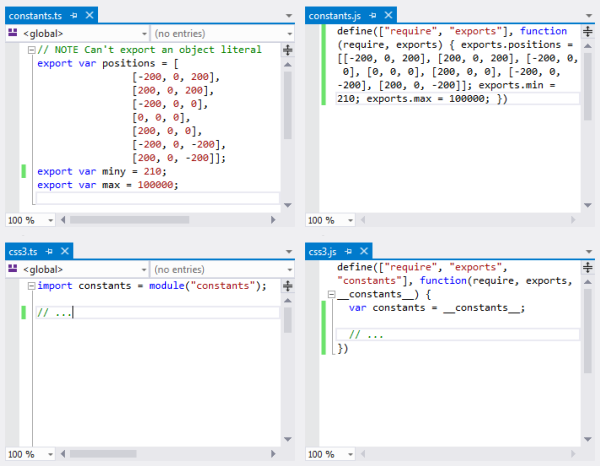 constants.ts
<global> (no entries)
// NOTE Can't export an object literal
export var positions = [
[-200, 0, 200],
[200, 0, 200],
[-200, 0, 0],
[0, 0, 0],
[200, 0, 0],
[-200, 0, -200],
[200, 0, -200]];
export var miny = 210;
export var max = 100000;
100 %
constants.js
define(["require", "exports"], function
(require, exports) { exports.positions =
[[-200, 0, 200], [200, 0, 200], [-200, 0,
0], [0, 0, 0], [200, 0, 0], [-200, 0,
-200], [200, 0, -200]]; exports.min =
210; exports.max = 100000; })
100 %
css3.ts
<global> (no entries)
import constants = module("constants");
// ...
100 %
css3.js
define(["require", "exports",
"constants"], function(require, exports,
__constants__) {
var constants = __constants__;
// ...
})
100 %